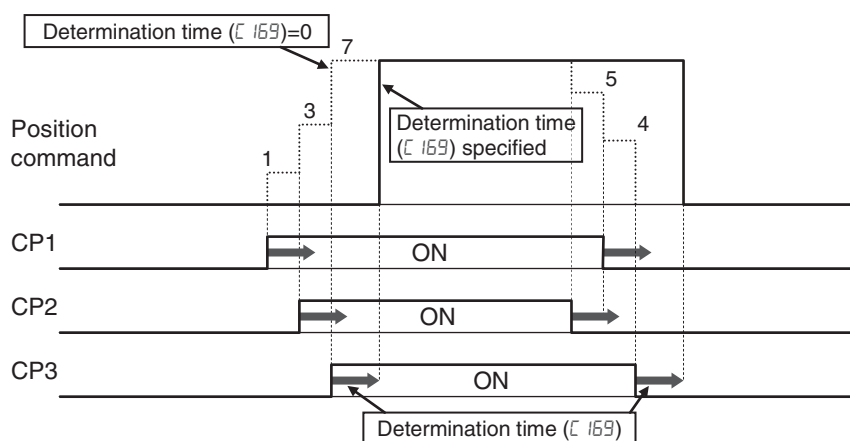 Determination time (C169)=0
7
5
3
Determination time
(C169) specified
4
Position
command
1
CP1
ON
CP2
ON
CP3
ON
Determination time (C169)